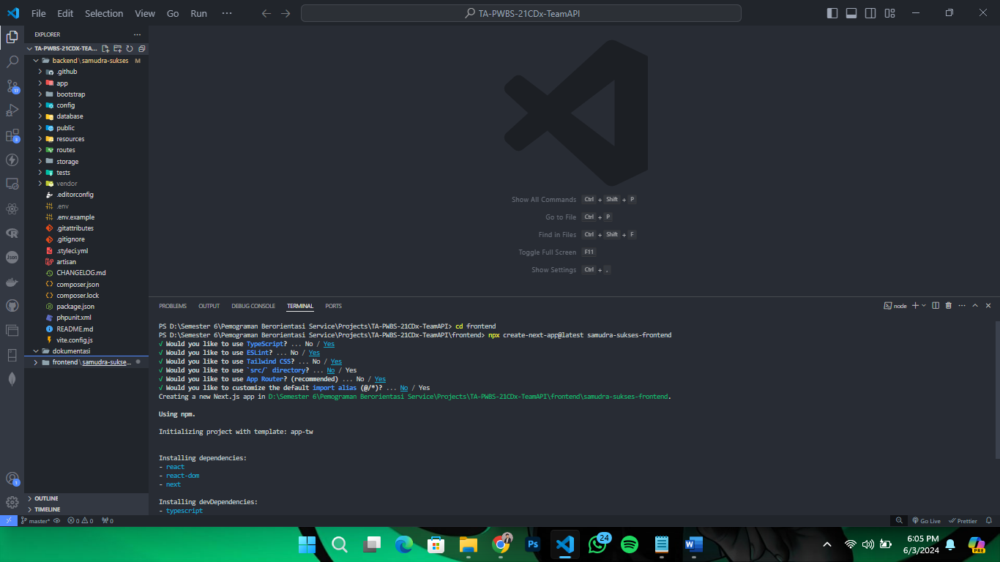 File Edit Selection View Go Run ···
TA-PWBS-21CDx-TeamAPI
EXPLORER
TA-PWBS-21CDX-TEA...
backend\samudra-sukses M
.github
app
bootstrap
config
database
public
resources
routes
storage
tests
vendor
.editorconfig
.env
.env.example
.gitattributes
.gitignore
.styleci.yml
artisan
CHANGELOG.md
composer.json
composer.lock
package.json
phpunit.xml
README.md
vite.config.js
dokumentasi
frontend\samudra-sukse...
OUTLINE
TIMELINE
17
3
Json
1
Show All Commands Ctrl + Shift + P
Go to File Ctrl + P
Find in Files Ctrl + Shift + F
Toggle Full Screen F11
Show Settings Ctrl + .
PROBLEMS OUTPUT DEBUG CONSOLE TERMINAL PORTS
node
PS D:\Semester 6\Pemograman Berorientasi Service\Projects\TA-PWBS-21CDx-TeamAPI> cd frontend
PS D:\Semester 6\Pemograman Berorientasi Service\Projects\TA-PWBS-21CDx-TeamAPI\frontend> npx create-next-app@latest samudra-sukses-frontend
√ Would you like to use TypeScript? ... No / Yes
√ Would you like to use ESLint? ... No / Yes
√ Would you like to use Tailwind CSS? ... No / Yes
√ Would you like to use `src/` directory? ... No / Yes
√ Would you like to use App Router? (recommended) ... No / Yes
√ Would you like to customize the default import alias (@/*)? ... No / Yes
Creating a new Next.js app in D:\Semester 6\Pemograman Berorientasi Service\Projects\TA-PWBS-21CDx-TeamAPI\frontend\samudra-sukses-frontend.
Using npm.
Initializing project with template: app-tw
Installing dependencies:
- react
- react-dom
- next
Installing devDependencies:
- typescript
master* 0 0 0
Go Live Prettier
Ps
24
W
6:05 PM
6/3/2024
PRE